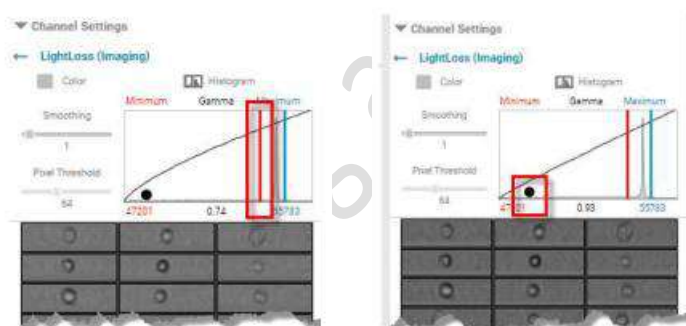 Channel Settings
← LightLoss (Imaging)
Color Histogram
Minimum Gamma Maximum
Smoothing
1
Pixel Threshold
64
47201 0.74 55783
Channel Settings
← LightLoss (Imaging)
Color Histogram
Minimum Gamma Maximum
Smoothing
1
Pixel Threshold
64
0.93 55783